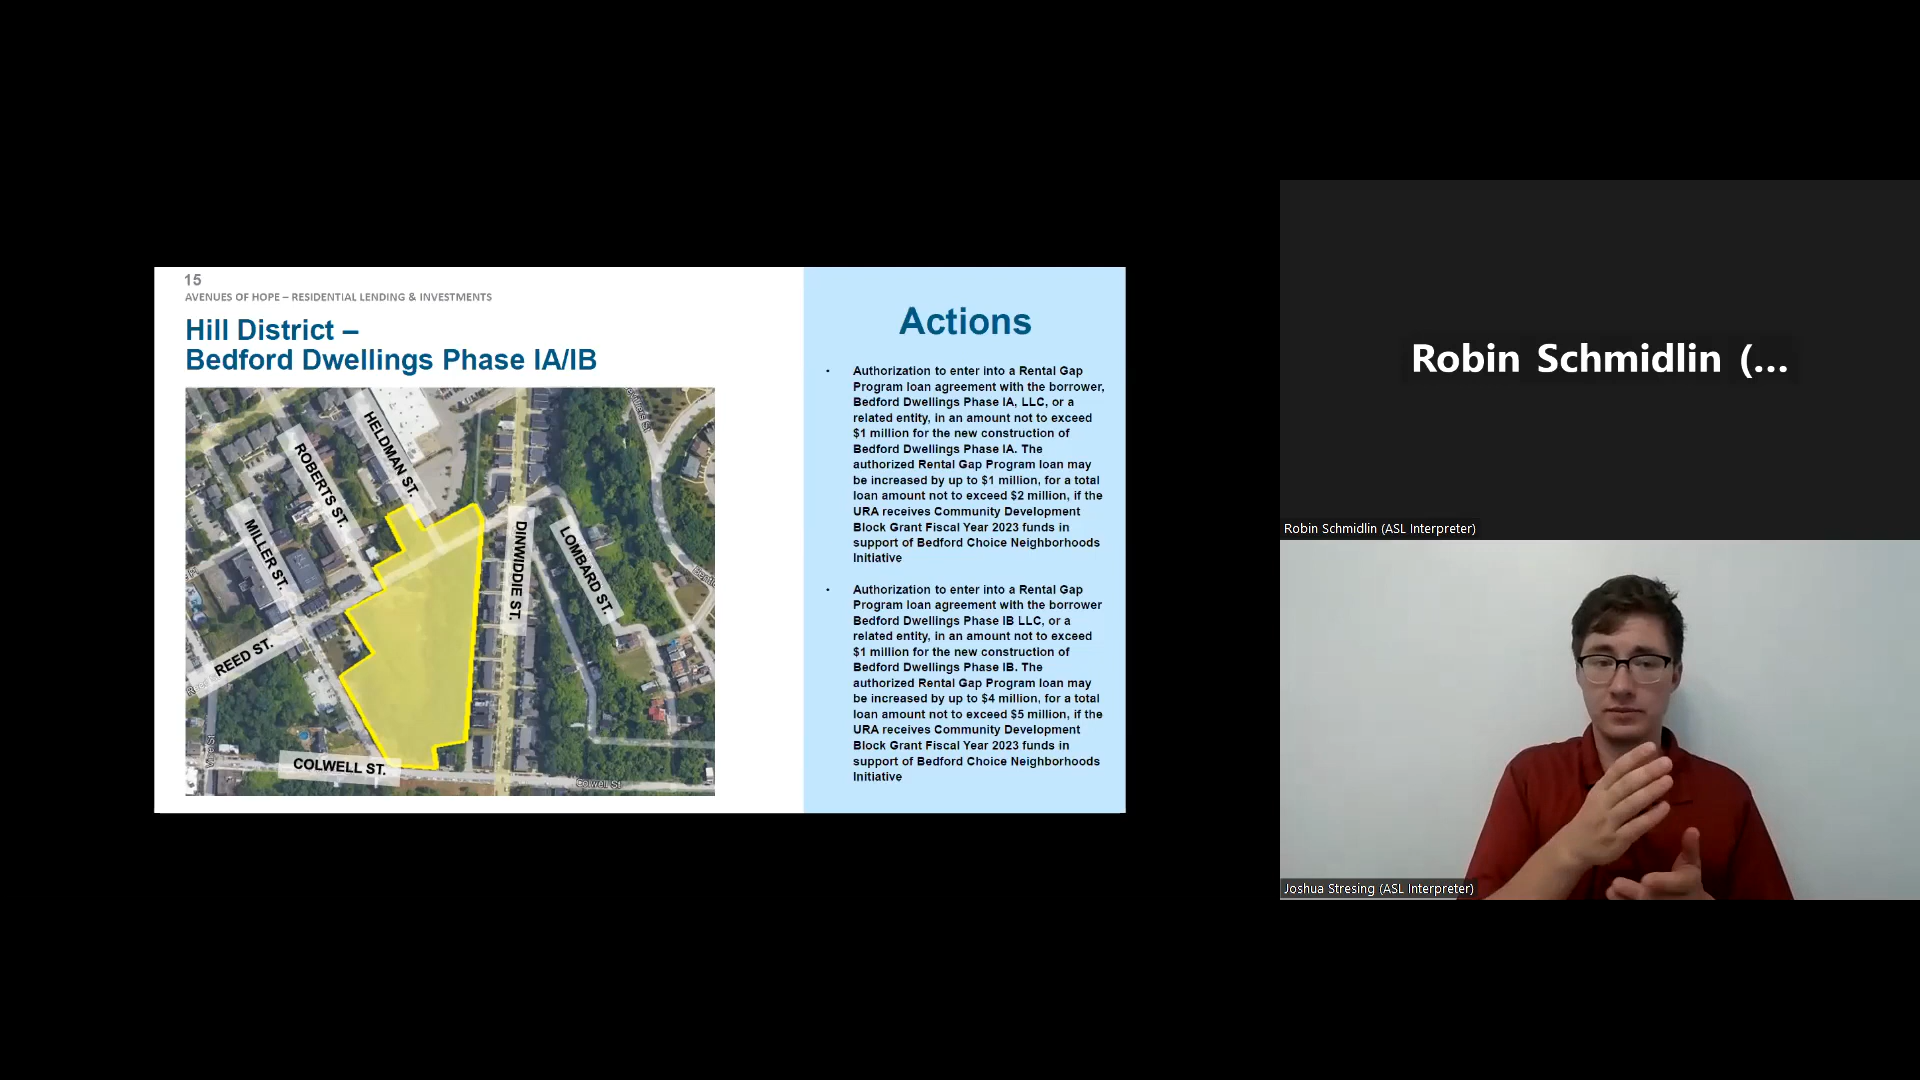 15
AVENUES OF HOPE – RESIDENTIAL LENDING & INVESTMENTS
Hill District –
Bedford Dwellings Phase IA/IB
HELDMAN ST.
ROBERTS ST.
MILLER ST.
DINWIDDIE ST.
LOMBARD ST.
REED ST.
COLWELL ST.
Colwell St
Actions
• Authorization to enter into a Rental Gap
Program loan agreement with the borrower,
Bedford Dwellings Phase IA, LLC, or a
related entity, in an amount not to exceed
$1 million for the new construction of
Bedford Dwellings Phase IA. The
authorized Rental Gap Program loan may
be increased by up to $1 million, for a total
loan amount not to exceed $2 million, if the
URA receives Community Development
Block Grant Fiscal Year 2023 funds in
support of Bedford Choice Neighborhoods
Initiative
• Authorization to enter into a Rental Gap
Program loan agreement with the borrower
Bedford Dwellings Phase IB LLC, or a
related entity, in an amount not to exceed
$1 million for the new construction of
Bedford Dwellings Phase IB. The
authorized Rental Gap Program loan may
be increased by up to $4 million, for a total
loan amount not to exceed $5 million, if the
URA receives Community Development
Block Grant Fiscal Year 2023 funds in
support of Bedford Choice Neighborhoods
Initiative
Robin Schmidlin (...
Robin Schmidlin (ASL Interpreter)
Joshua Stresing (ASL Interpreter)